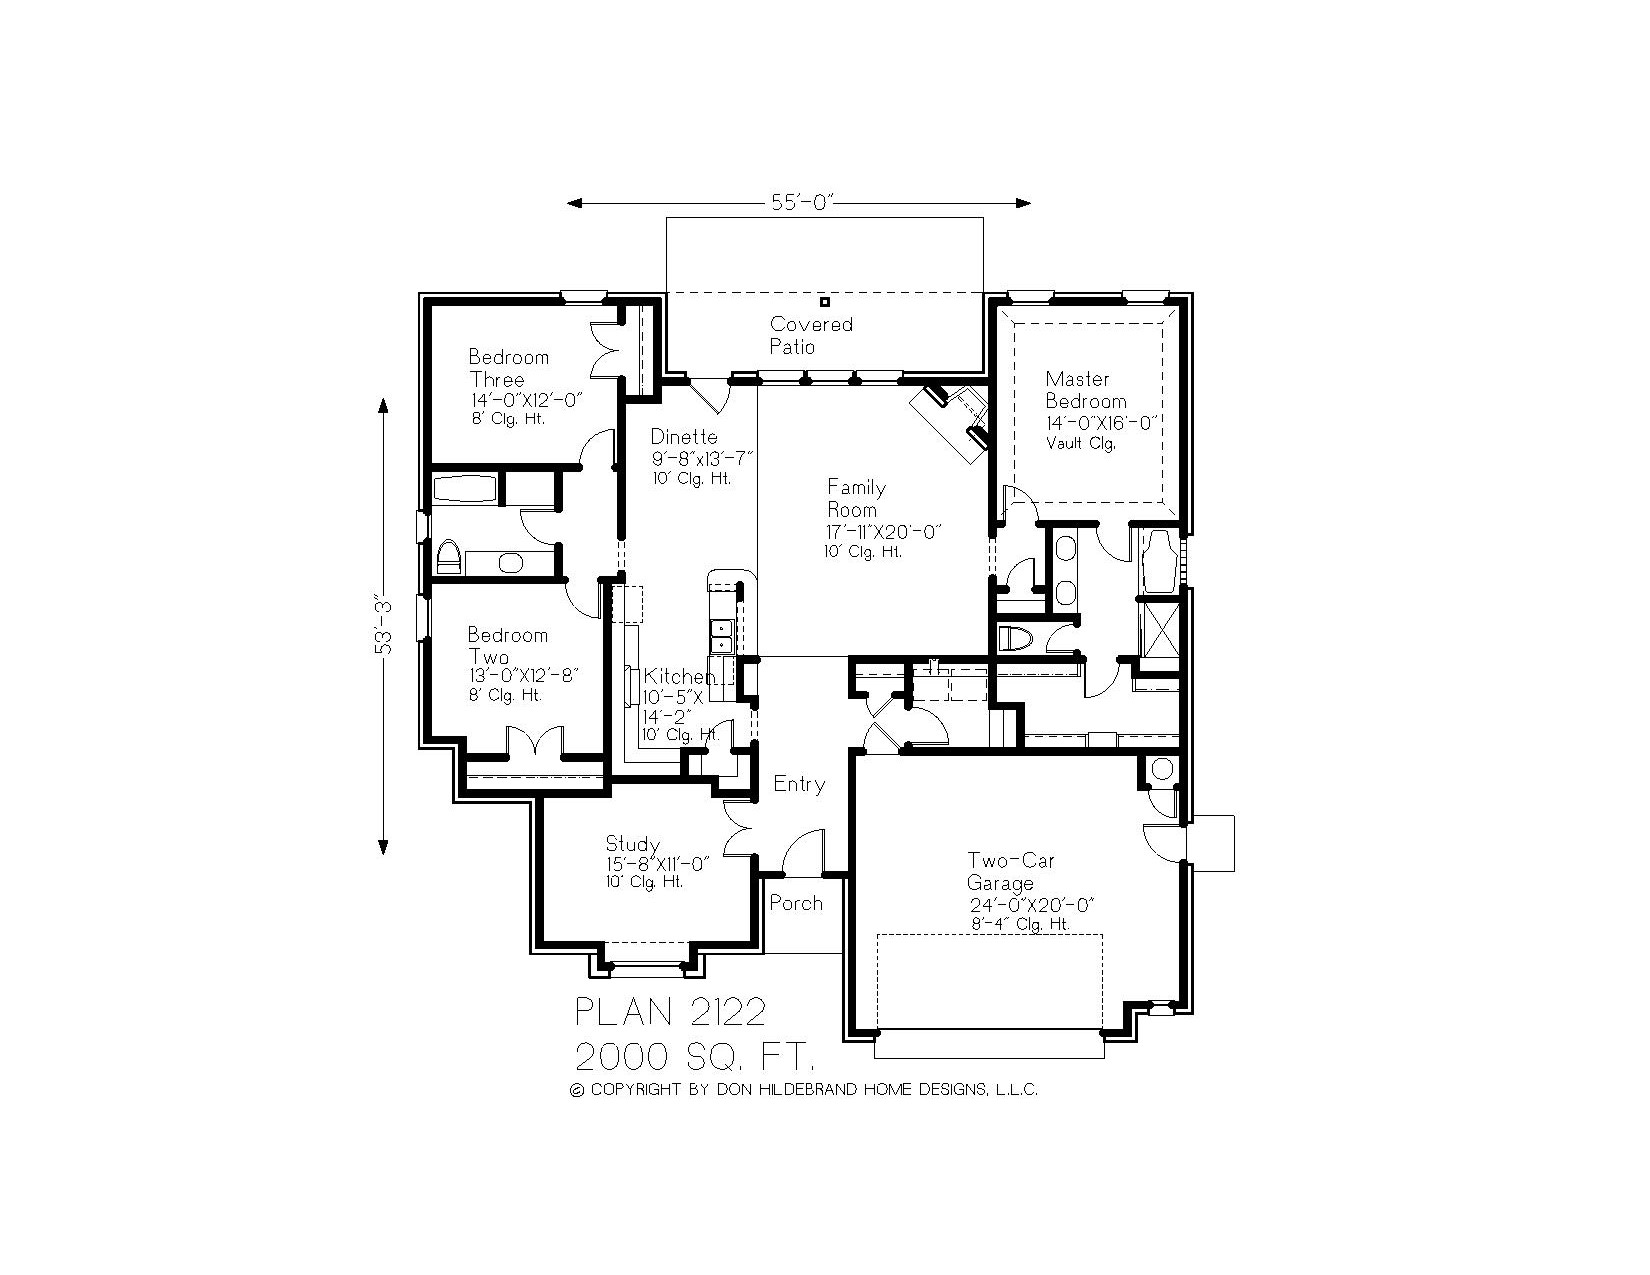 55'-0"
Covered
Patio
Bedroom
Three
14'-0"X12'-0"
8' Clg. Ht.
Master
Bedroom
14'-0"X16'-0"
Vault Clg.
Dinette
9'-8"x13'-7"
10' Clg. Ht.
Family
Room
17'-11"X20'-0"
10' Clg. Ht.
53'-3"
Bedroom
Two
13'-0"X12'-8"
8' Clg. Ht.
Kitchen
10'-5"X
14'-2"
10' Clg. Ht.
Entry
Study
15'-8"X11'-0"
10' Clg. Ht.
Two-Car
Garage
24'-0"X20'-0"
8'-4" Clg. Ht.
Porch
PLAN 2122
2000 SQ. FT.
© COPYRIGHT BY DON HILDEBRAND HOME DESIGNS, L.L.C.